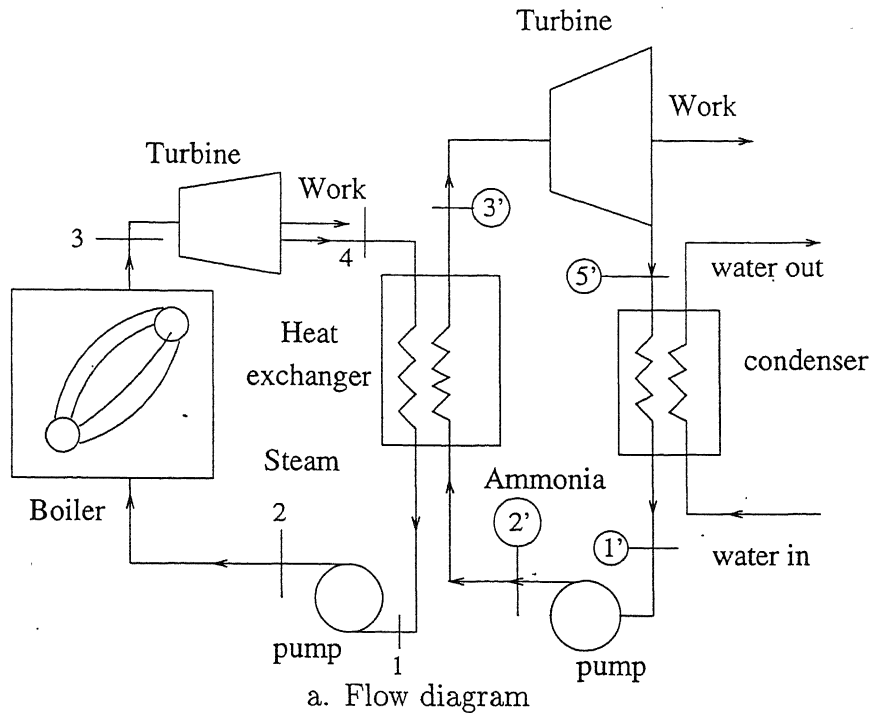 Turbine
Work
Turbine
Work
3
4
3'
5'
water out
Heat
exchanger
condenser
Steam
Ammonia
Boiler
2
2'
1'
water in
pump
1
pump
a. Flow diagram